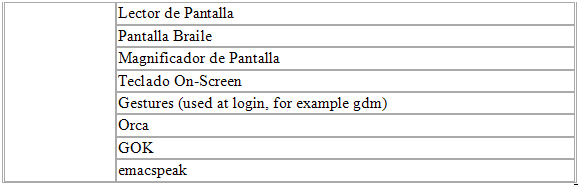 Lector de Pantalla
Pantalla Braile
Magnificador de Pantalla
Teclado On-Screen
Gestures (used at login, for example gdm)
Orca
GOK
emacspeak